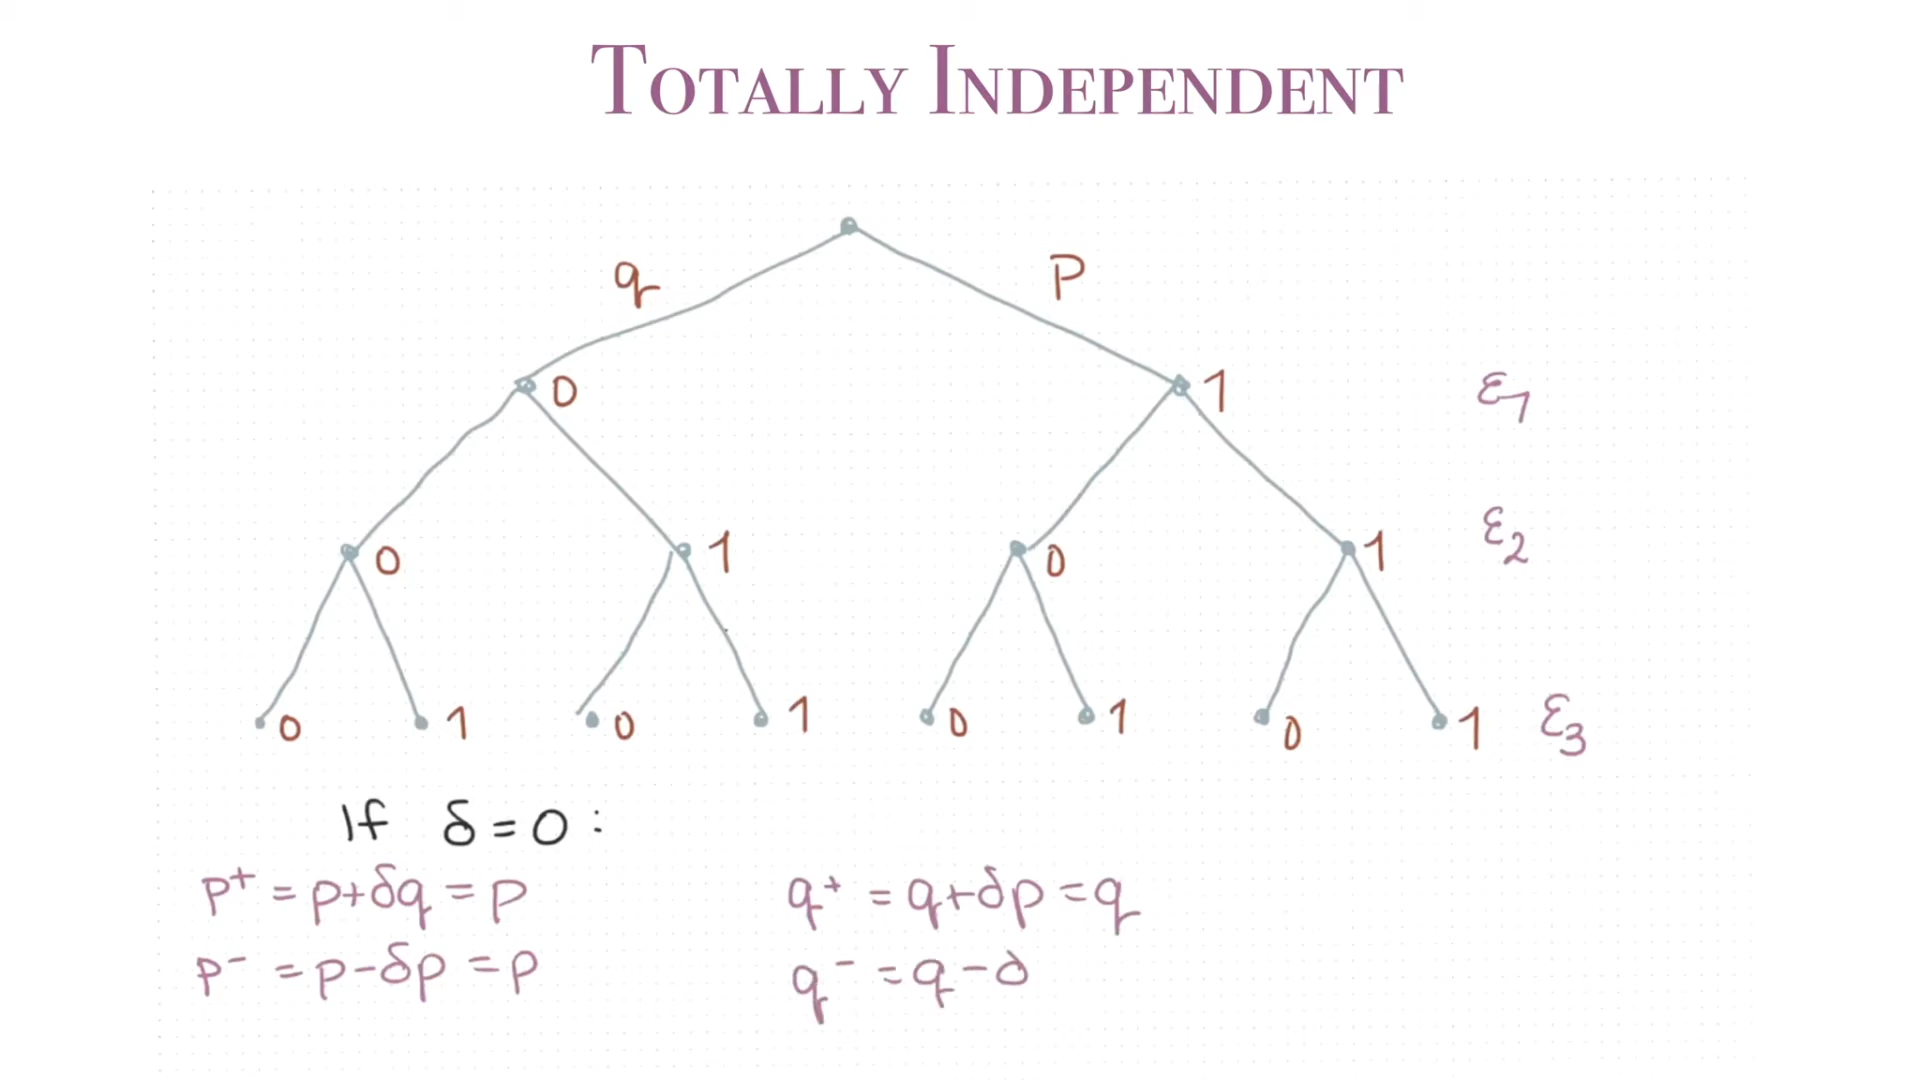 TOTALLY INDEPENDENT
q p
0 1 ε₁
0 1 0 1 ε₂
0 1 0 1 0 1 0 1 ε₃
If δ = 0 :
p⁺ = p+δq = p q⁺ = q+δp = q
p⁻ = p-δp = p q⁻ = q-δ